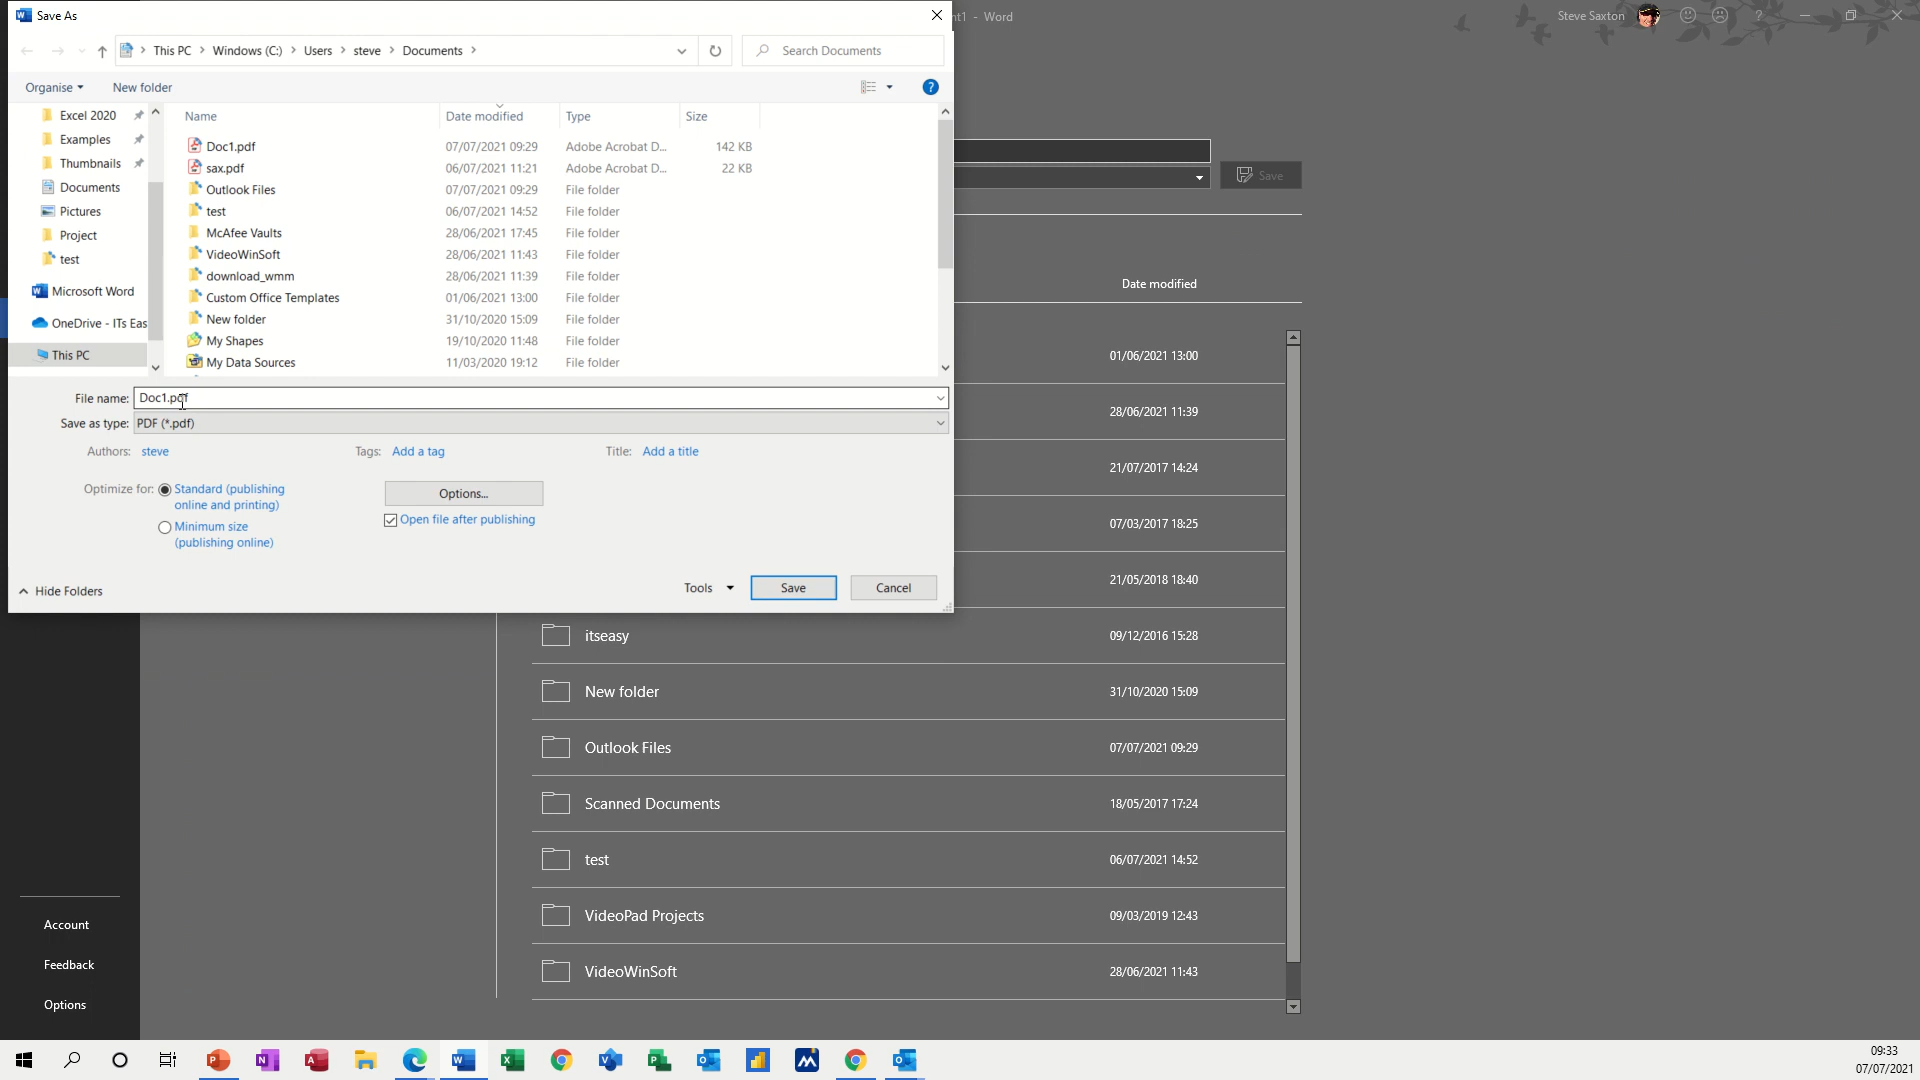 Save As
nt1 - Word
Steve Saxton
This PC > Windows (C:) > Users > steve > Documents >
Search Documents
Organise
New folder
Excel 2020
Examples
Thumbnails
Documents
Pictures
Project
test
Microsoft Word
OneDrive - ITs Eas
This PC
Name Date modified Type Size
Doc1.pdf 07/07/2021 09:29 Adobe Acrobat D... 142 KB
sax.pdf 06/07/2021 11:21 Adobe Acrobat D... 22 KB
Outlook Files 07/07/2021 09:29 File folder
test 06/07/2021 14:52 File folder
McAfee Vaults 28/06/2021 17:45 File folder
VideoWinSoft 28/06/2021 11:43 File folder
download_wmm 28/06/2021 11:39 File folder
Custom Office Templates 01/06/2021 13:00 File folder
New folder 31/10/2020 15:09 File folder
My Shapes 19/10/2020 11:48 File folder
My Data Sources 11/03/2020 19:12 File folder
File name: Doc1.pdf
Save as type: PDF (*.pdf)
Authors: steve
Tags: Add a tag
Title: Add a title
Optimize for: Standard (publishing
online and printing)
Minimum size
(publishing online)
Options...
Open file after publishing
Hide Folders
Tools
Save
Cancel
Save
Date modified
01/06/2021 13:00
28/06/2021 11:39
21/07/2017 14:24
07/03/2017 18:25
21/05/2018 18:40
itseasy 09/12/2016 15:28
New folder 31/10/2020 15:09
Outlook Files 07/07/2021 09:29
Scanned Documents 18/05/2017 17:24
test 06/07/2021 14:52
VideoPad Projects 09/03/2019 12:43
VideoWinSoft 28/06/2021 11:43
Account
Feedback
Options
09:33
07/07/2021